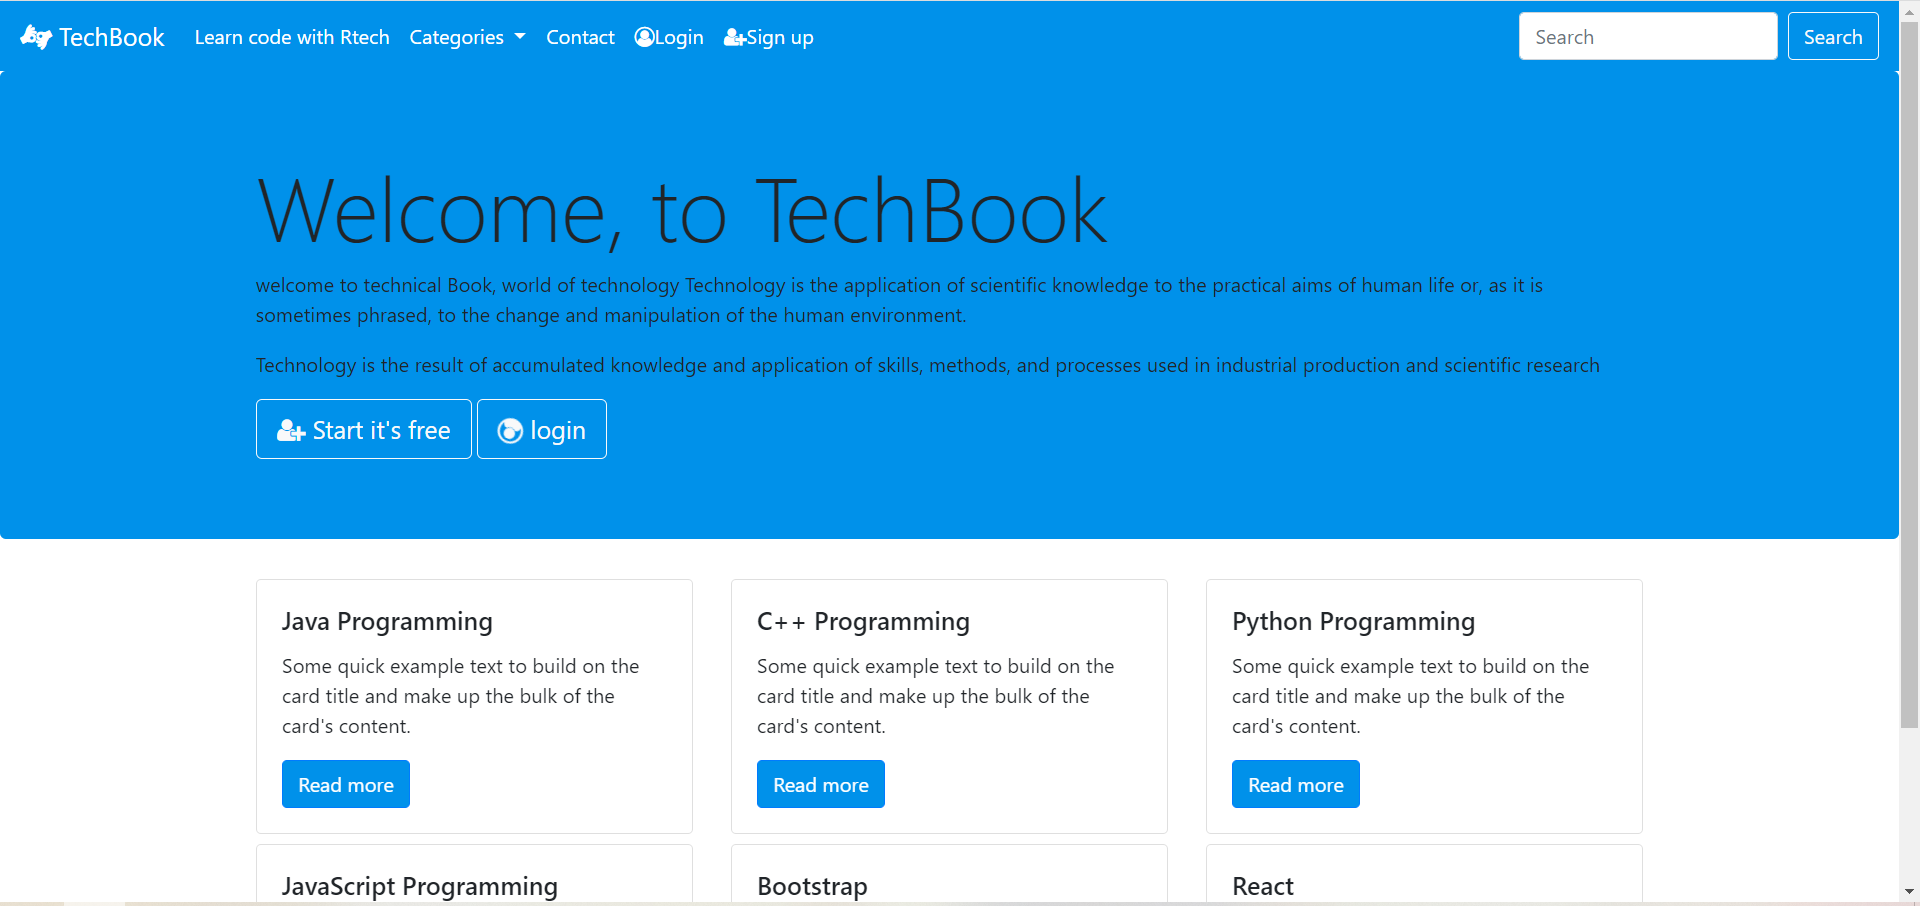 TechBook Learn code with Rtech Categories Contact Login Sign up Search Search
Welcome, to TechBook
welcome to technical Book, world of technology Technology is the application of scientific knowledge to the practical aims of human life or, as it is
sometimes phrased, to the change and manipulation of the human environment.
Technology is the result of accumulated knowledge and application of skills, methods, and processes used in industrial production and scientific research
Start it's free login
Java Programming
Some quick example text to build on the
card title and make up the bulk of the
card's content.
Read more
C++ Programming
Some quick example text to build on the
card title and make up the bulk of the
card's content.
Read more
Python Programming
Some quick example text to build on the
card title and make up the bulk of the
card's content.
Read more
JavaScript Programming
Bootstrap
React